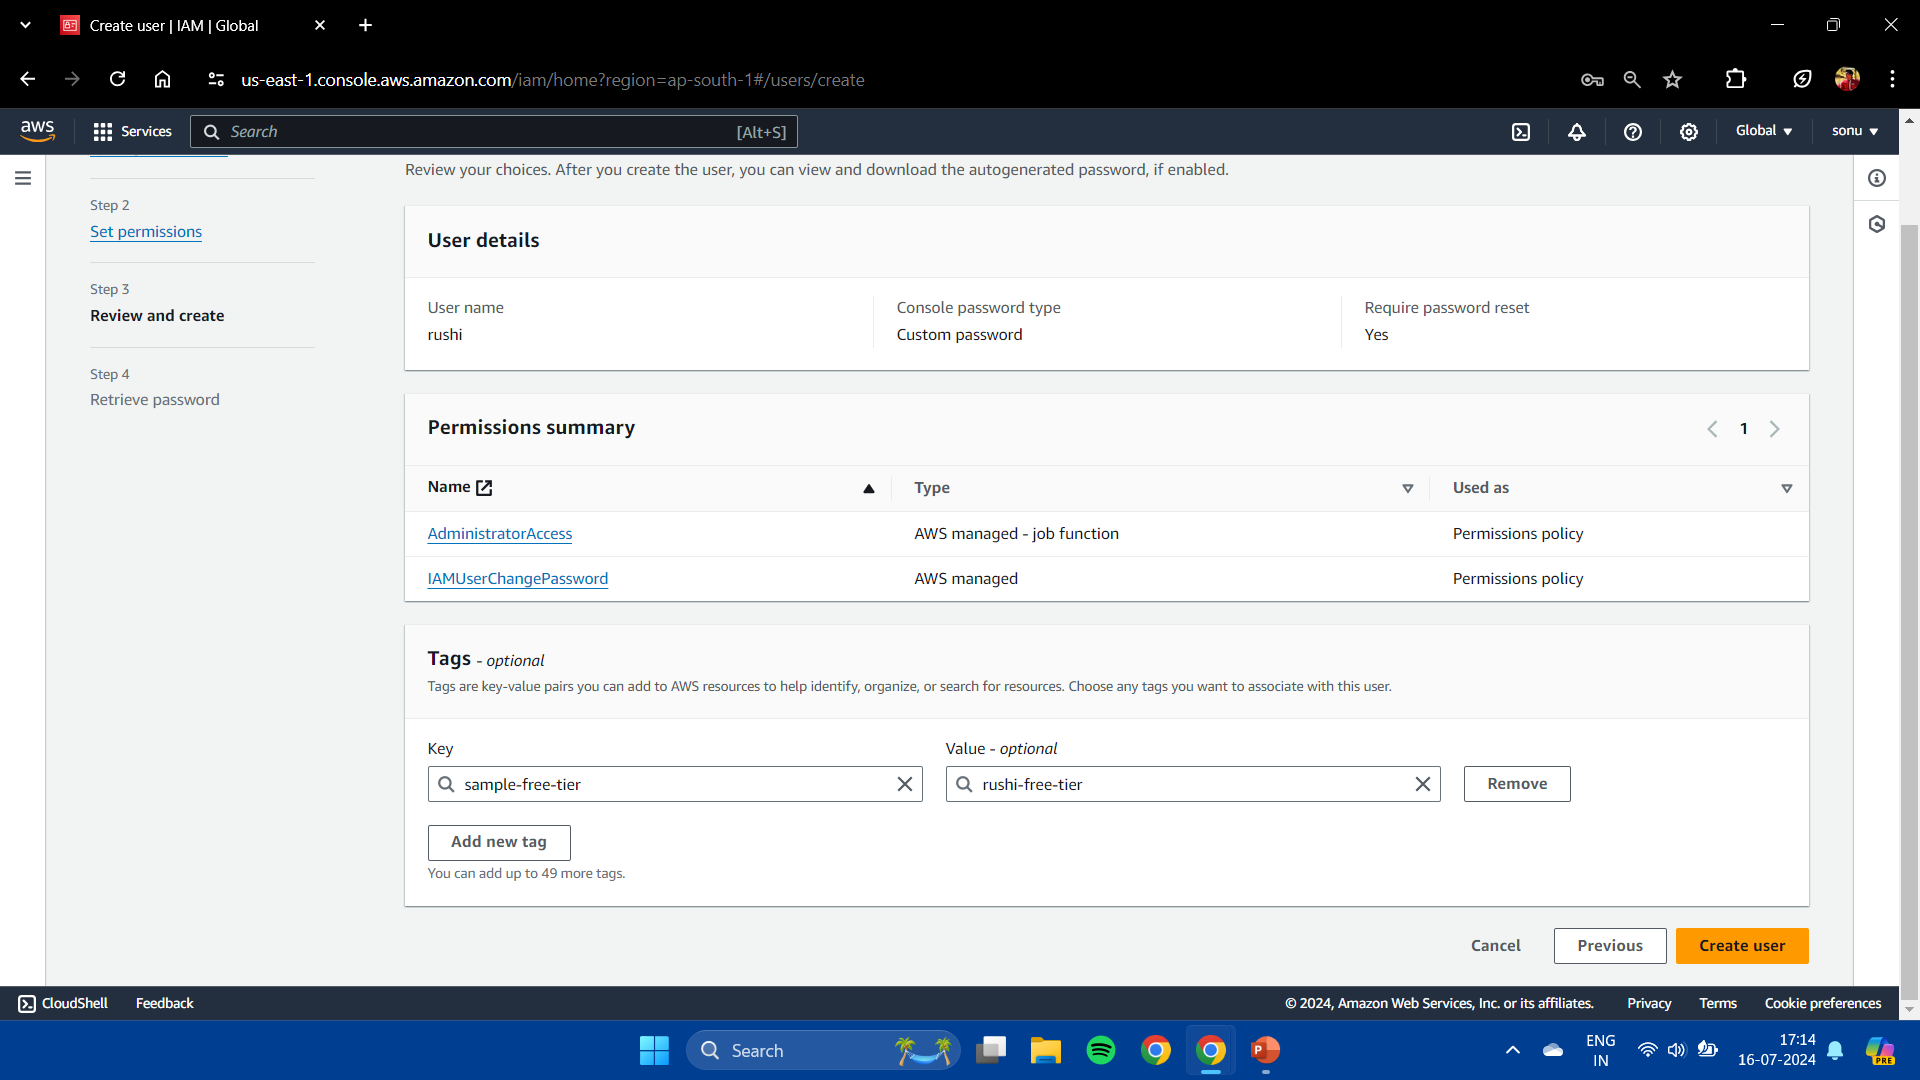 Create user | IAM | Global
us-east-1.console.aws.amazon.com/iam/home?region=ap-south-1#/users/create
aws
Services
Search
[Alt+S]
Global
sonu
Review your choices. After you create the user, you can view and download the autogenerated password, if enabled.
Step 2
Set permissions
Step 3
Review and create
Step 4
Retrieve password
User details
User name
rushi
Console password type
Custom password
Require password reset
Yes
Permissions summary
1
Name
Type
Used as
AdministratorAccess
AWS managed - job function
Permissions policy
IAMUserChangePassword
AWS managed
Permissions policy
Tags - optional
Tags are key-value pairs you can add to AWS resources to help identify, organize, or search for resources. Choose any tags you want to associate with this user.
Key
Value - optional
sample-free-tier
rushi-free-tier
Remove
Add new tag
You can add up to 49 more tags.
Cancel
Previous
Create user
CloudShell
Feedback
© 2024, Amazon Web Services, Inc. or its affiliates.
Privacy
Terms
Cookie preferences
Search
P
ENG
IN
17:14
16-07-2024
PRE